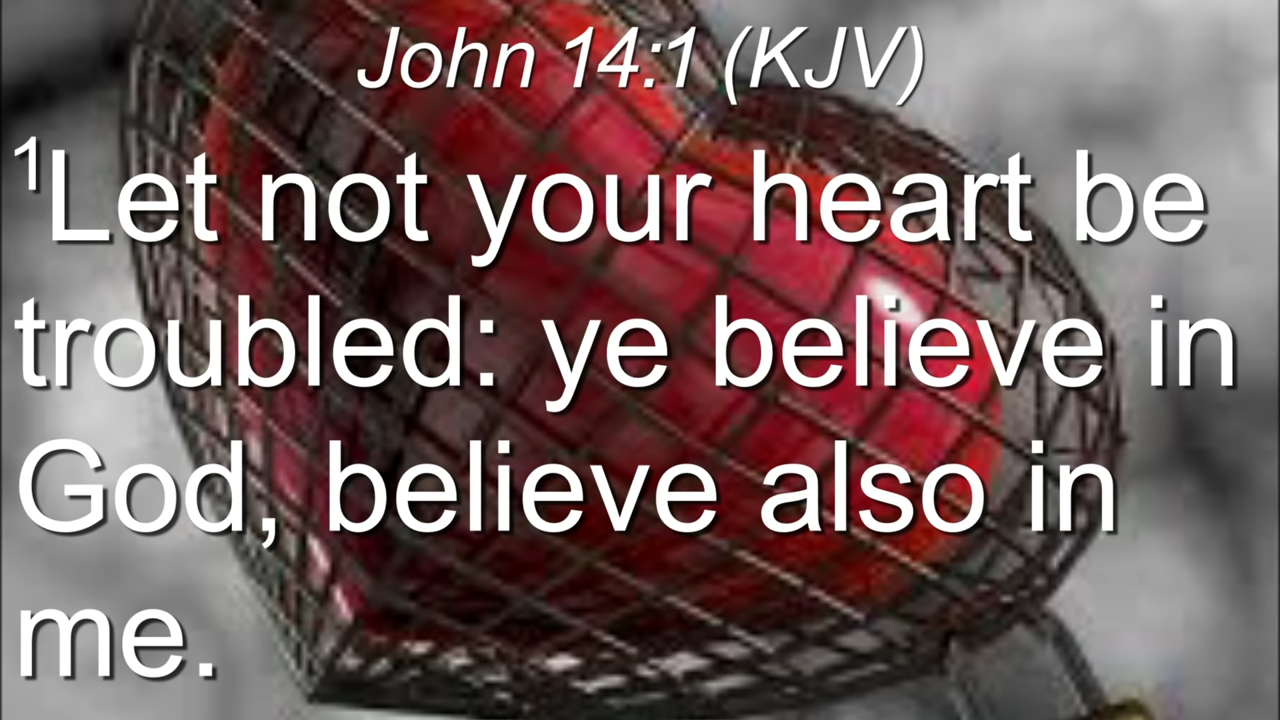 John 14:1 (KJV)
1Let not your heart be
troubled: ye believe in
God, believe also in
me.